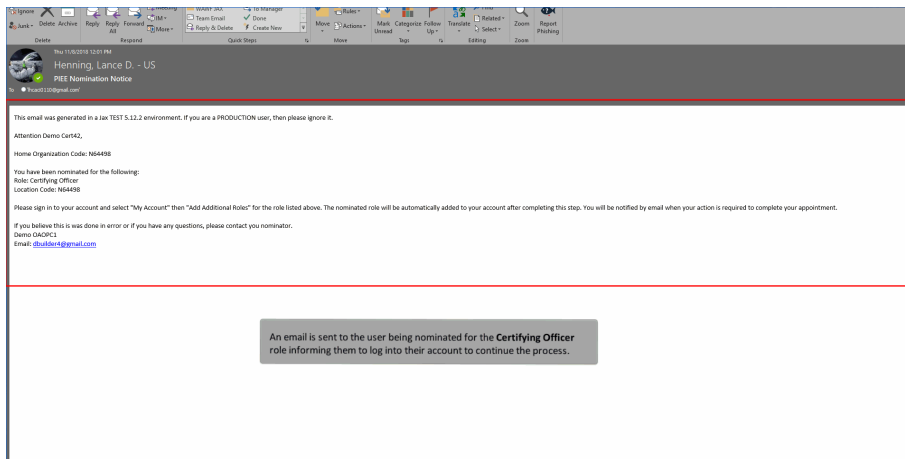 Ignore
Junk
Delete
Archive
Reply
Reply All
Forward
IM
More
Team Email
Reply & Delete
To Manager
Done
Create New
Move
Rules
Actions
Mark Unread
Categorize
Follow Up
Translate
Related
Select
Zoom
Report Phishing
Delete
Respond
Quick Steps
Move
Tags
Editing
Zoom
Thu 11/8/2018 12:01 PM
Henning, Lance D. - US
PIEE Nomination Notice
To
This email was generated in a Jax TEST 5.12.2 environment. If you are a PRODUCTION user, then please ignore it.
Attention Demo Cert42,
Home Organization Code: N64498
You have been nominated for the following:
Role: Certifying Officer
Location Code: N64498
Please sign in to your account and select "My Account" then "Add Additional Roles" for the role listed above. The nominated role will be automatically added to your account after completing this step. You will be notified by email when your action is required to complete your appointment.
If you believe this is was done in error or if you have any questions, please contact you nominator.
Demo OAOPC1
Email: dbuilder4@gmail.com
An email is sent to the user being nominated for the Certifying Officer
role informing them to log into their account to continue the process.